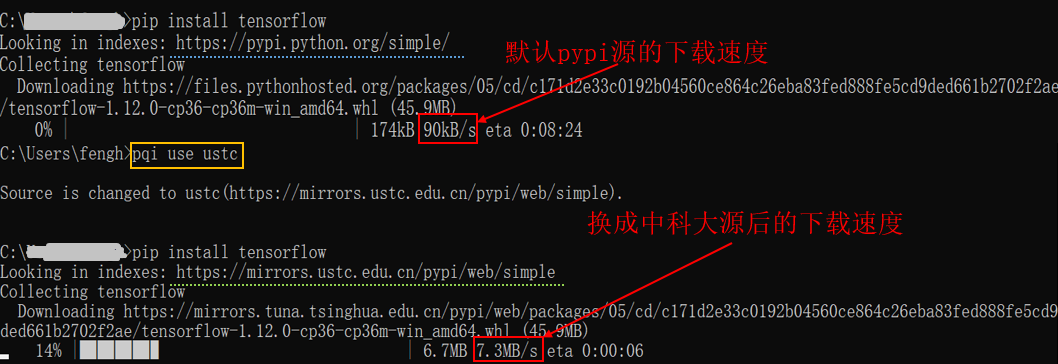 C:\ >pip install tensorflow
Looking in indexes: https://pypi.python.org/simple/
默认pypi源的下载速度
Collecting tensorflow
Downloading https://files.pythonhosted.org/packages/05/cd/c171d2e33c0192b04560ce864c26eba83fed888fe5cd9ded661b2702f2ae
/tensorflow-1.12.0-cp36-cp36m-win_amd64.whl (45.9MB)
0% | | 174kB 90kB/s eta 0:08:24
C:\Users\fengh>pqi use ustc
Source is changed to ustc(https://mirrors.ustc.edu.cn/pypi/web/simple).
换成中科大源后的下载速度
C:\ >pip install tensorflow
Looking in indexes: https://mirrors.ustc.edu.cn/pypi/web/simple
Collecting tensorflow
Downloading https://mirrors.tuna.tsinghua.edu.cn/pypi/web/packages/05/cd/c171d2e33c0192b04560ce864c26eba83fed888fe5cd9
ded661b2702f2ae/tensorflow-1.12.0-cp36-cp36m-win_amd64.whl (45.9MB)
14% | | 6.7MB 7.3MB/s eta 0:00:06